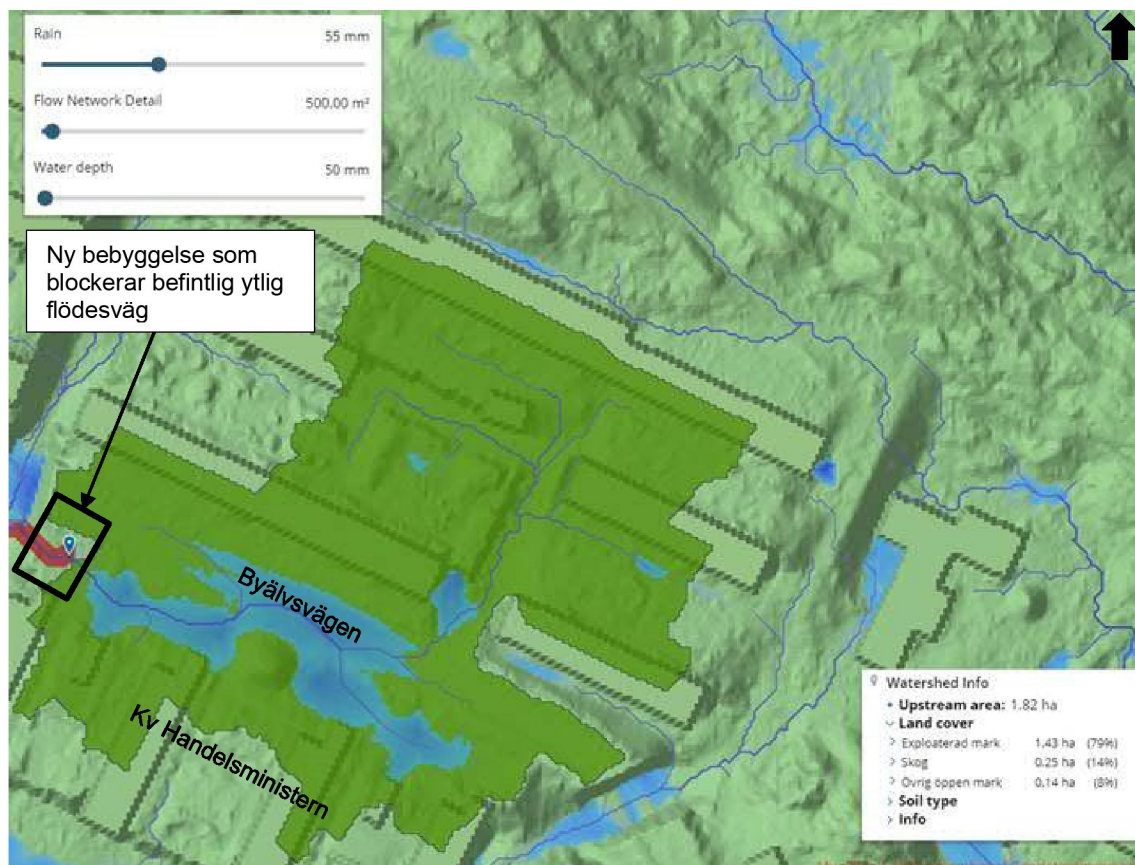 Rain 55 mm
Flow Network Detail 500.00 m²
Water depth 50 mm
Ny bebyggelse som
blockerar befintlig ytlig
flödesväg
Byälvsvägen
Kv Handelsministern
Watershed Info
Upstream area: 1.82 ha
Land cover
Exploaterad mark 1.43 ha (79%)
Skog 0.25 ha (14%)
Övrig öppen mark 0.14 ha (8%)
Soil type
Info